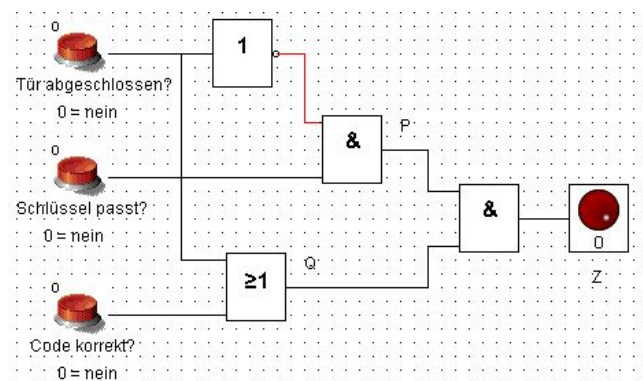 0
1
Tür abgeschlossen?
0 = nein
0
&
P
Schlüssel passt?
0 = nein
&
0
Z
Q
≥1
0
Code korrekt?
0 = nein